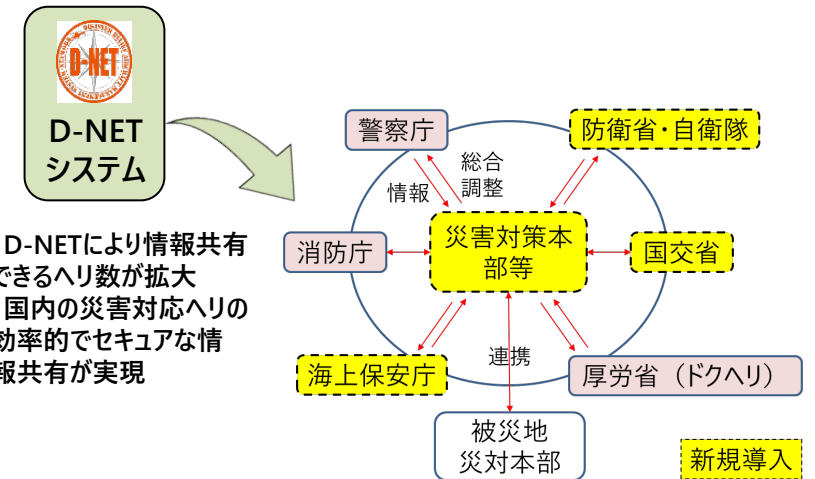 D-NET
D-NET
システム
警察庁
防衛省・自衛隊
総合
調整
情報
D-NETにより情報共有
できるヘリ数が拡大
国内の災害対応ヘリの
効率的でセキュアな情
報共有が実現
消防庁
災害対策本
部等
国交省
海上保安庁
連携
厚労省（ドクヘリ）
被災地
災対本部
新規導入